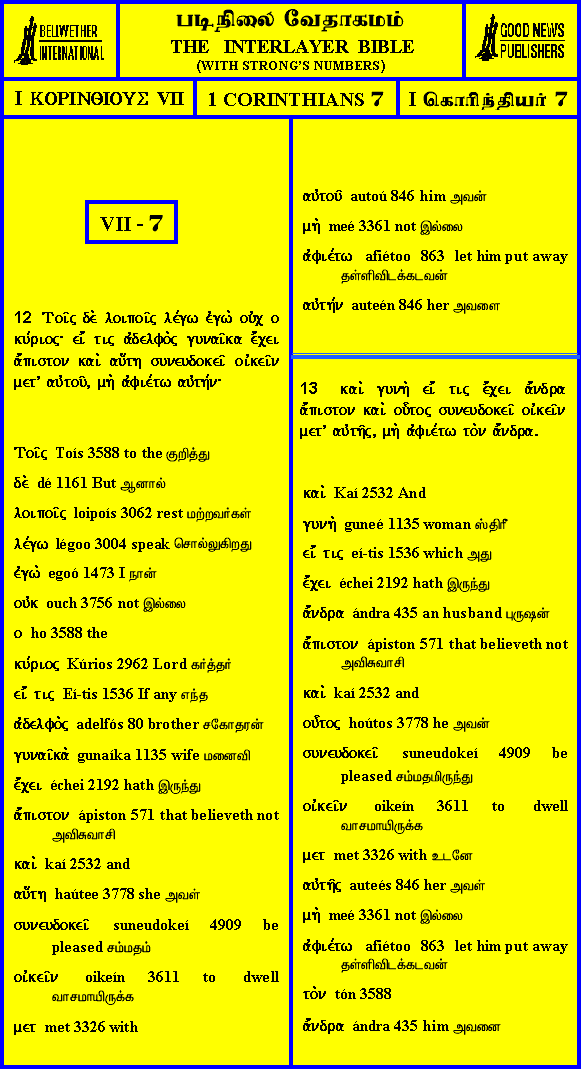 BELLWETHER
INTERNATIONAL
படிநிலை வேதாகமம்
THE INTERLAYER BIBLE
(WITH STRONG'S NUMBERS)
GOOD NEWS
PUBLISHERS
I ΚΟΡΙΝΘΙΟΥΣ VII
1 CORINTHIANS 7
I கொரிந்தியர் 7
VII - 7
12 Τοῖς δὲ λοιποῖς λέγω ἐγὼ οὐχ ο
κύριος· εἴ τις ἀδελφὸς γυναῖκα ἔχει
ἄπιστον καὶ αὕτη συνευδοκεῖ οἰκεῖν
μετ’ αὐτοῦ, μὴ ἀφιέτω αὐτήν·
Τοῖς Toís 3588 to the குறித்து
δὲ dé 1161 But ஆனால்
λοιποῖς loipoís 3062 rest மற்றவர்கள்
λέγω légoo 3004 speak சொல்லுகிறது
ἐγὼ egoó 1473 I நான்
οὐκ ouch 3756 not இல்லை
ο ho 3588 the
κύριος Kúrios 2962 Lord கர்த்தர்
εἴ τις Eí-tis 1536 If any எந்த
ἀδελφὸς adelfós 80 brother சகோதரன்
γυναῖκὰ gunaíka 1135 wife மனைவி
ἔχει échei 2192 hath இருந்து
ἄπιστον ápiston 571 that believeth not
அவிசுவாசி
καὶ kaí 2532 and
αὕτη haútee 3778 she அவள்
συνευδοκεῖ suneudokeí 4909 be
pleased சம்மதம்
οἰκεῖν oikeín 3611 to dwell
வாசமாயிருக்க
μετ met 3326 with
αὐτοῦ autoú 846 him அவன்
μὴ meé 3361 not இல்லை
ἀφιέτω afiétoo 863 let him put away
தள்ளிவிடக்கடவன்
αὐτήν auteén 846 her அவளை
13 καὶ γυνὴ εἴ τις ἔχει ἄνδρα
ἄπιστον καὶ οὗτος συνευδοκεῖ οἰκεῖν
μετ’ αὐτῆς, μὴ ἀφιέτω τὸν ἄνδρα.
καὶ Kaí 2532 And
γυνὴ guneé 1135 woman ஸ்திரீ
εἴ τις eí-tis 1536 which அது
ἔχει échei 2192 hath இருந்து
ἄνδρα ándra 435 an husband புருஷன்
ἄπιστον ápiston 571 that believeth not
அவிசுவாசி
καὶ kaí 2532 and
οὗτος hoútos 3778 he அவன்
συνευδοκεῖ suneudokeí 4909 be
pleased சம்மதமிருந்து
οἰκεῖν oikeín 3611 to dwell
வாசமாயிருக்க
μετ met 3326 with உடனே
αὐτῆς auteés 846 her அவள்
μὴ meé 3361 not இல்லை
ἀφιέτω afiétoo 863 let him put away
தள்ளிவிடக்கடவன்
τὸν tón 3588
ἄνδρα ándra 435 him அவனை